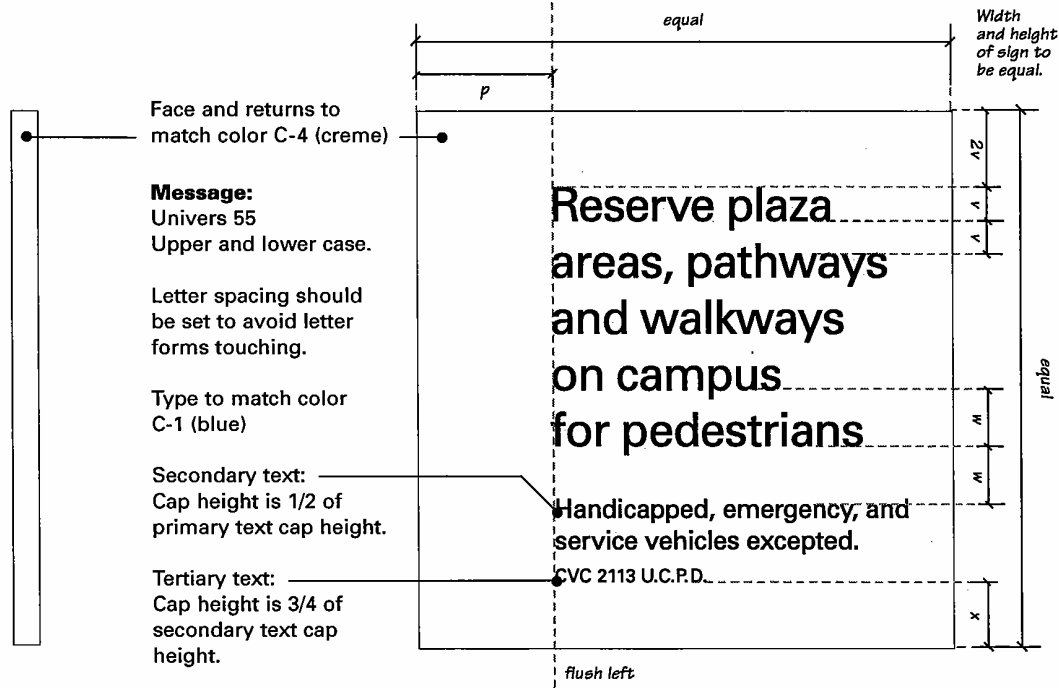 equal
Width
and height
of sign to
be equal.
p
Face and returns to
match color C-4 (creme)
2v
Message:
Univers 55
Upper and lower case.
Reserve plaza
areas, pathways
and walkways
on campus
for pedestrians
v
v
Letter spacing should
be set to avoid letter
forms touching.
equal
Type to match color
C-1 (blue)
w
w
Secondary text:
Cap height is 1/2 of
primary text cap height.
Handicapped, emergency, and
service vehicles excepted.
CVC 2113 U.C.P.D.
Tertiary text:
Cap height is 3/4 of
secondary text cap
height.
x
flush left